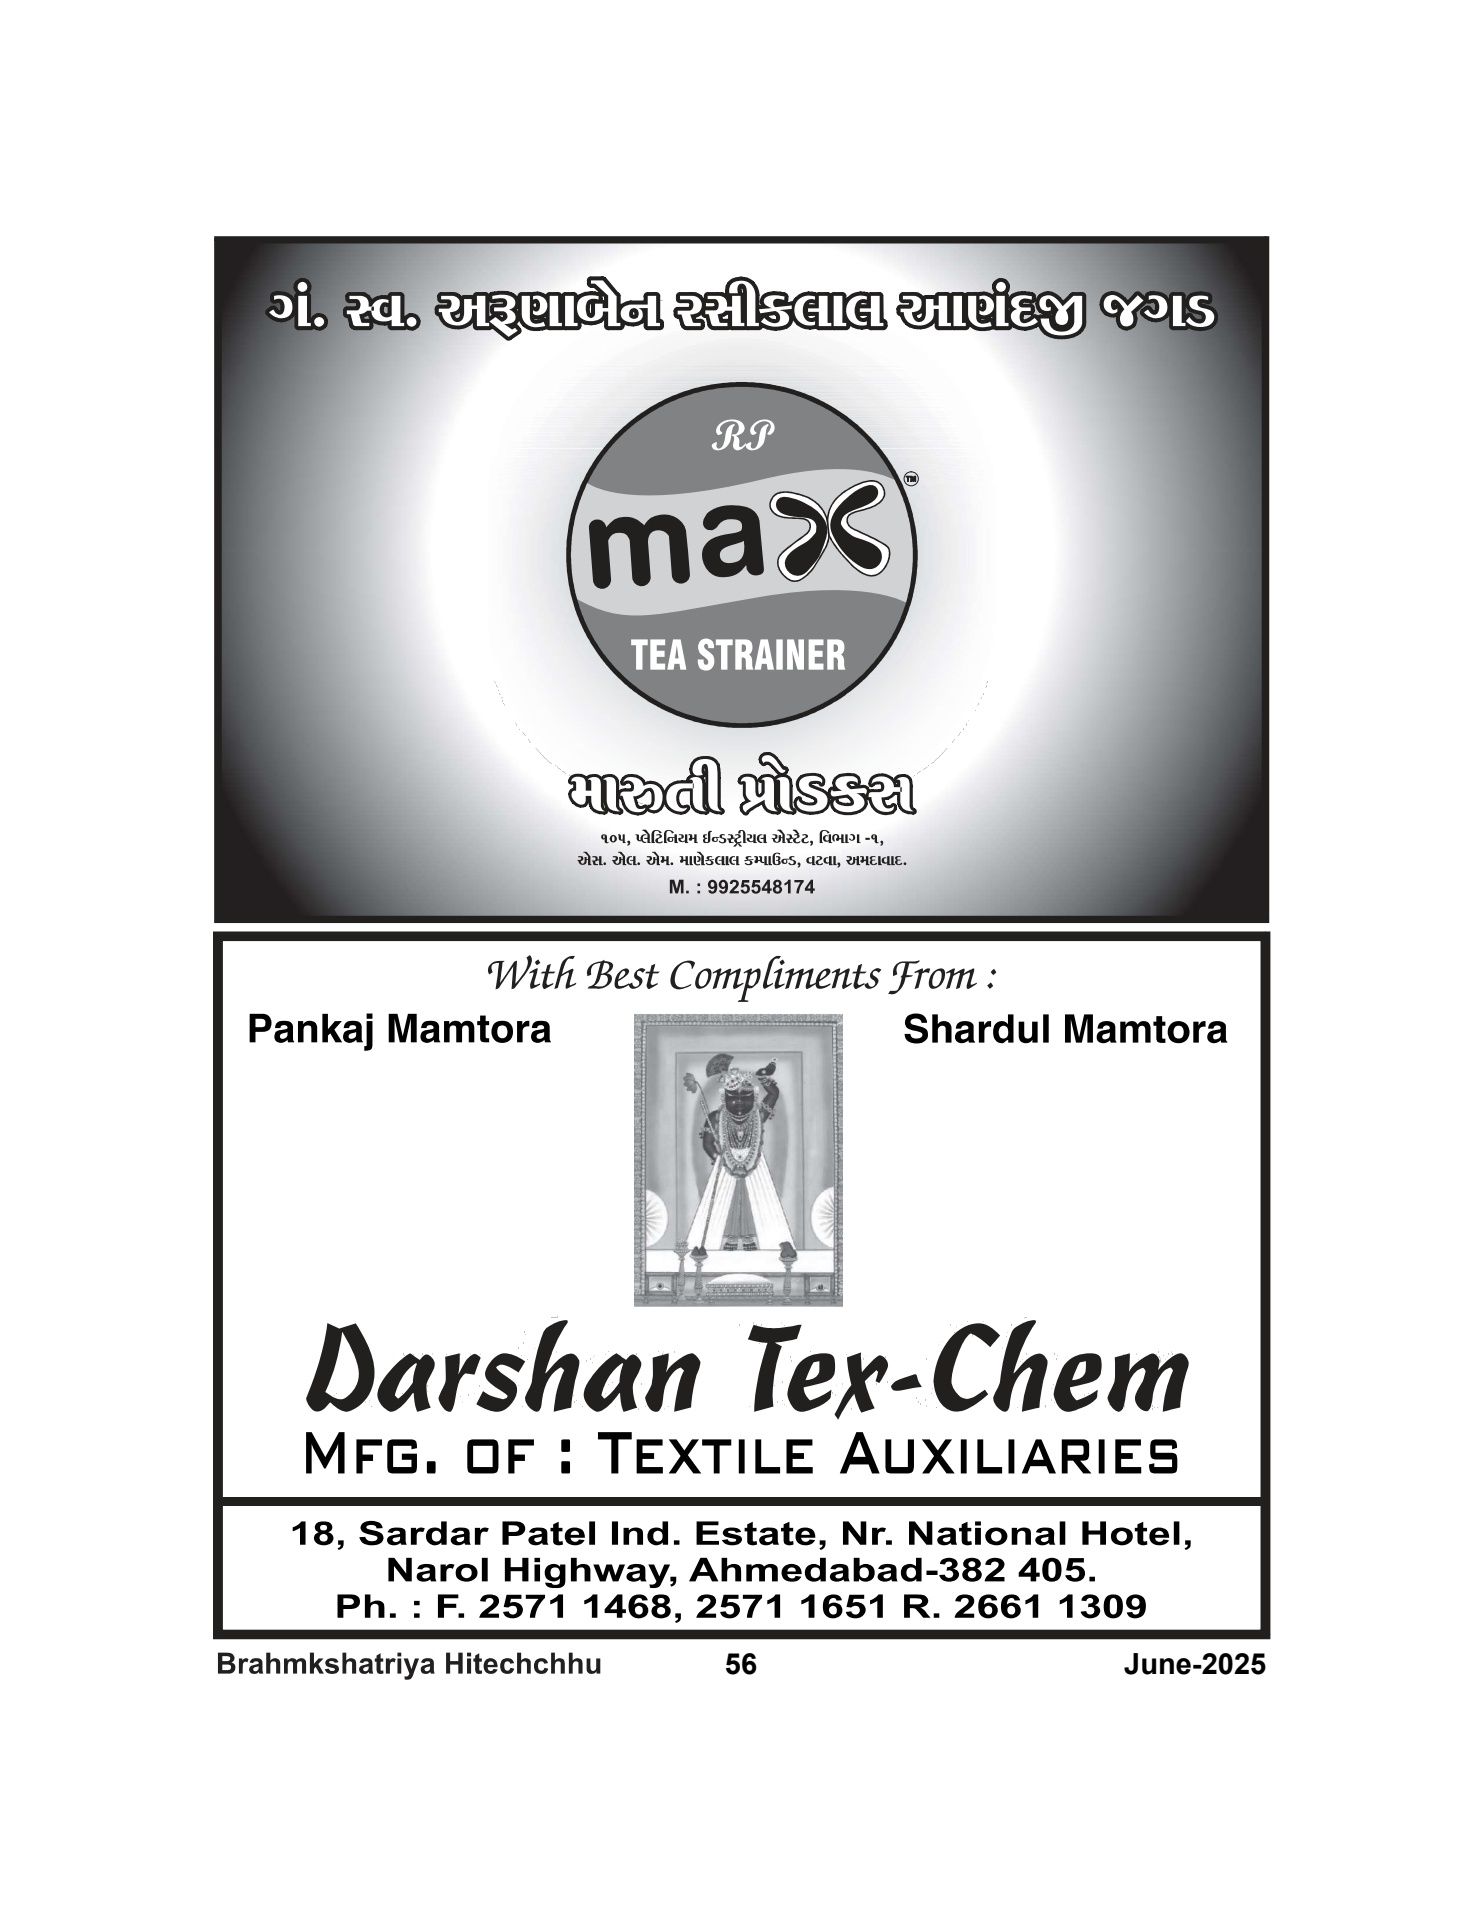 ગં. સ્વ. અરૂણાબેન રસીકલાલ આણંદજી જગડ
RP
max TM
TEA STRAINER
મારુતી પ્રોડક્સ
૧૦૫, પ્લેટિનિયમ ઈન્ડસ્ટ્રીયલ એસ્ટેટ, વિભાગ -૧,
એસ. એલ. એમ. માણેકલાલ કમ્પાઉન્ડ, વટવા, અમદાવાદ.
M. : 9925548174
With Best Compliments From :
Pankaj Mamtora
Shardul Mamtora
Darshan Tex-Chem
MFG. OF : TEXTILE AUXILIARIES
18, Sardar Patel Ind. Estate, Nr. National Hotel,
Narol Highway, Ahmedabad-382 405.
Ph. : F. 2571 1468, 2571 1651 R. 2661 1309
Brahmkshatriya Hitechchhu 56 June-2025